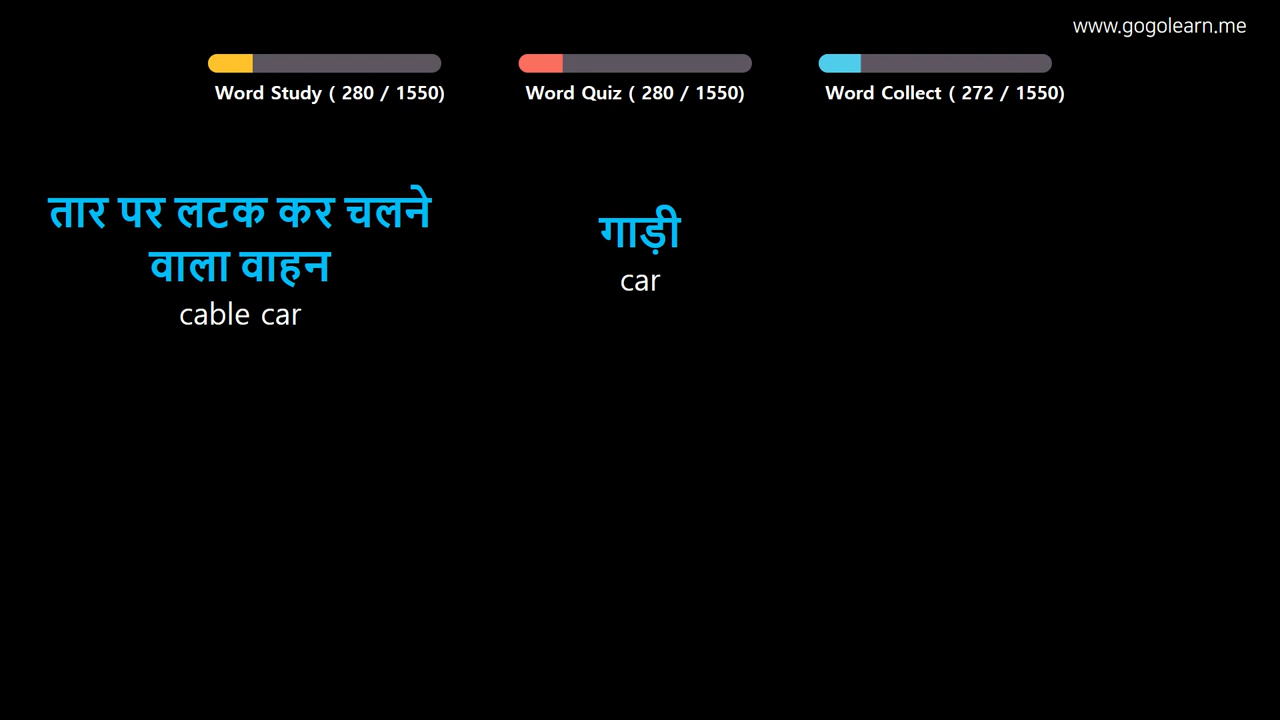 www.gogolearn.me
Word Study ( 280 / 1550)
Word Quiz ( 280 / 1550)
Word Collect ( 272 / 1550)
तार पर लटक कर चलने
वाला वाहन
cable car
गाड़ी
car